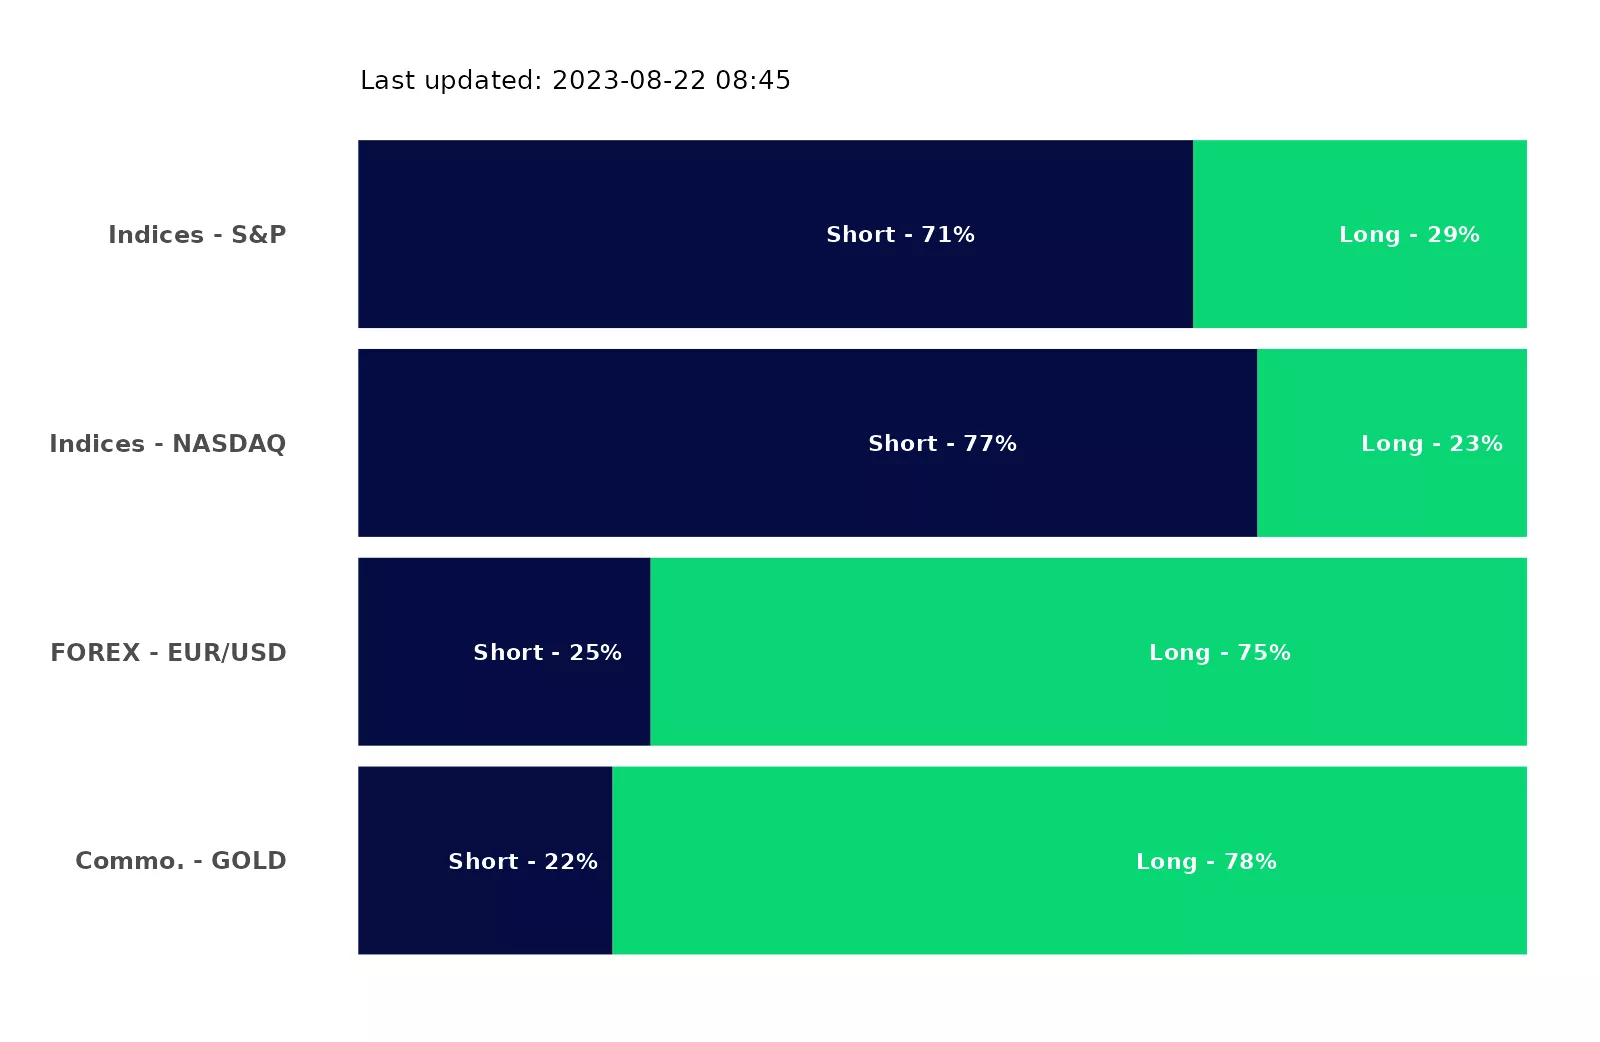 Last updated: 2023-08-22 08:45
Indices - S&P Short - 71% Long - 29%
Indices - NASDAQ Short - 77% Long - 23%
FOREX - EUR/USD Short - 25% Long - 75%
Commo. - GOLD Short - 22% Long - 78%